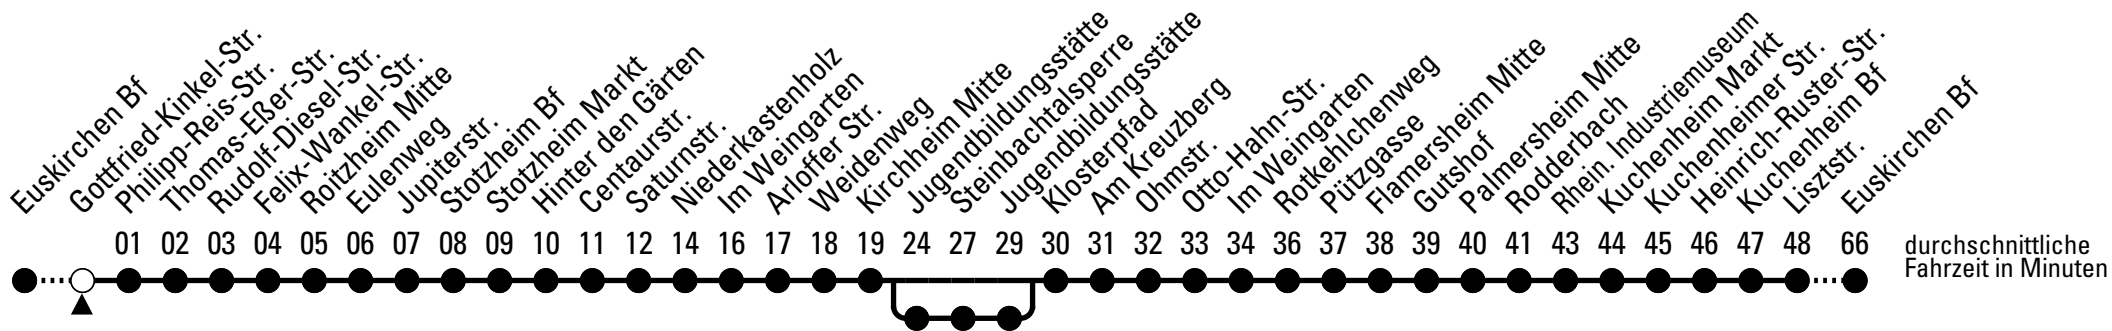 Euskirchen Bf
Gottfried-Kinkel-Str.
Philipp-Reis-Str.
Thomas-Eßer-Str.
Rudolf-Diesel-Str.
Felix-Wankel-Str.
Roitzheim Mitte
Eulenweg
Jupiterstr.
Stotzheim Bf
Stotzheim Markt
Hinter den Gärten
Centaurstr.
Saturnstr.
Niederkastenholz
Im Weingarten
Arloffer Str.
Weidenweg
Kirchheim Mitte
Jugendbildungsstätte
Steinbachtalsperre
Jugendbildungsstätte
Klosterpfad
Am Kreuzberg
Ohmstr.
Otto-Hahn-Str.
Im Weingarten
Rotkehlchenweg
Pützgasse
Flamersheim Mitte
Gutshof
Palmersheim Mitte
Rodderbach
Rhein. Industriemuseum
Kuchenheim Markt
Kuchenheimer Str.
Heinrich-Ruster-Str.
Kuchenheim Bf
Lisztstr.
Euskirchen Bf
01 02 03 04 05 06 07 08 09 10 11 12 14 16 17 18 19 24 27 29 30 31 32 33 34 36 37 38 39 40 41 43 44 45 46 47 48 66
durchschnittliche
Fahrzeit in Minuten